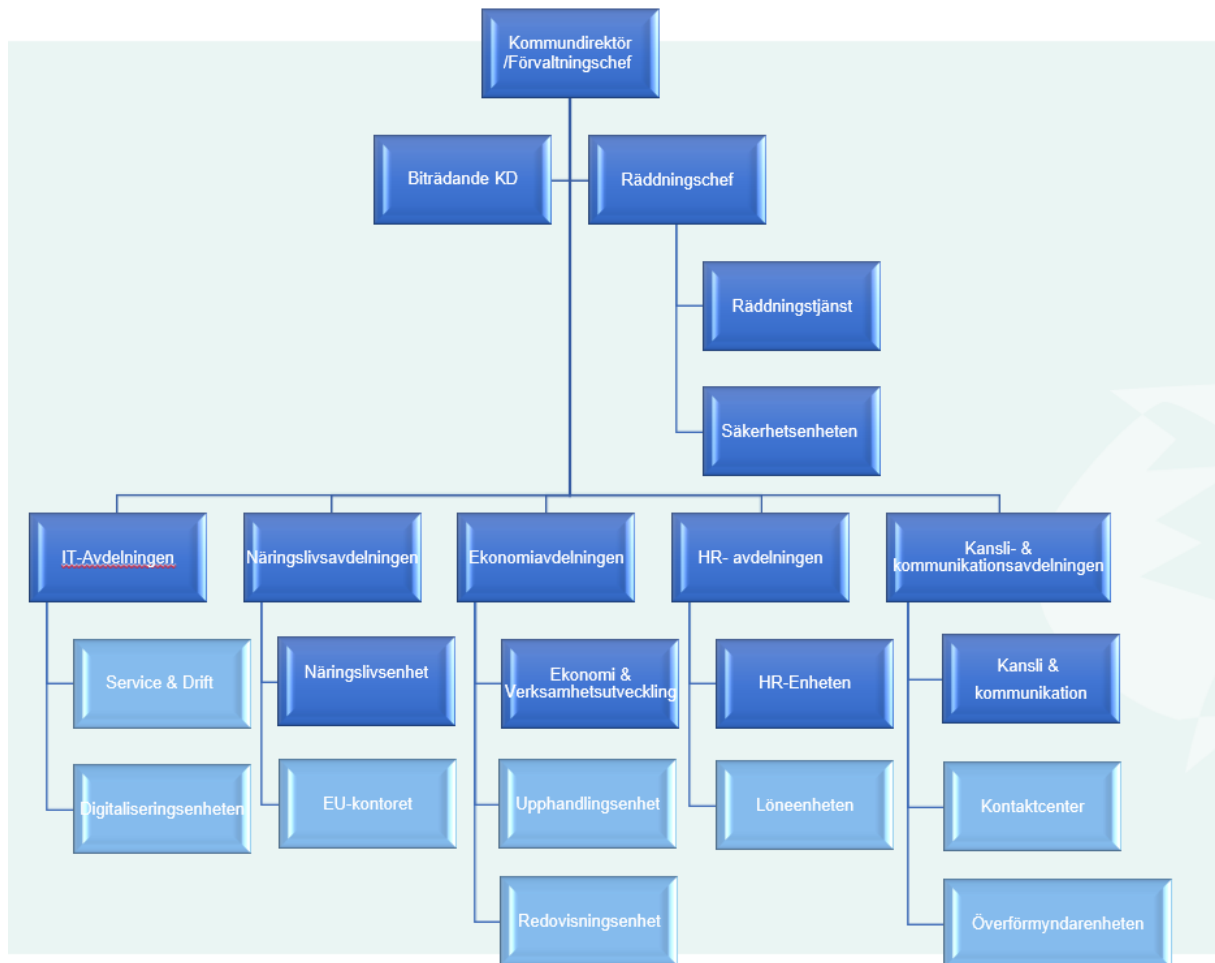 Kommundirektör
/Förvaltningschef
Biträdande KD
Räddningschef
Räddningstjänst
Säkerhetsenheten
IT-Avdelningen
Näringslivsavdelningen
Ekonomiavdelningen
HR- avdelningen
Kansli- &
kommunikationsavdelningen
Service & Drift
Näringslivsenhet
Ekonomi &
Verksamhetsutveckling
HR-Enheten
Kansli &
kommunikation
Digitaliseringsenheten
EU-kontoret
Upphandlingsenhet
Löneenheten
Kontaktcenter
Redovisningsenhet
Överförmyndarenheten